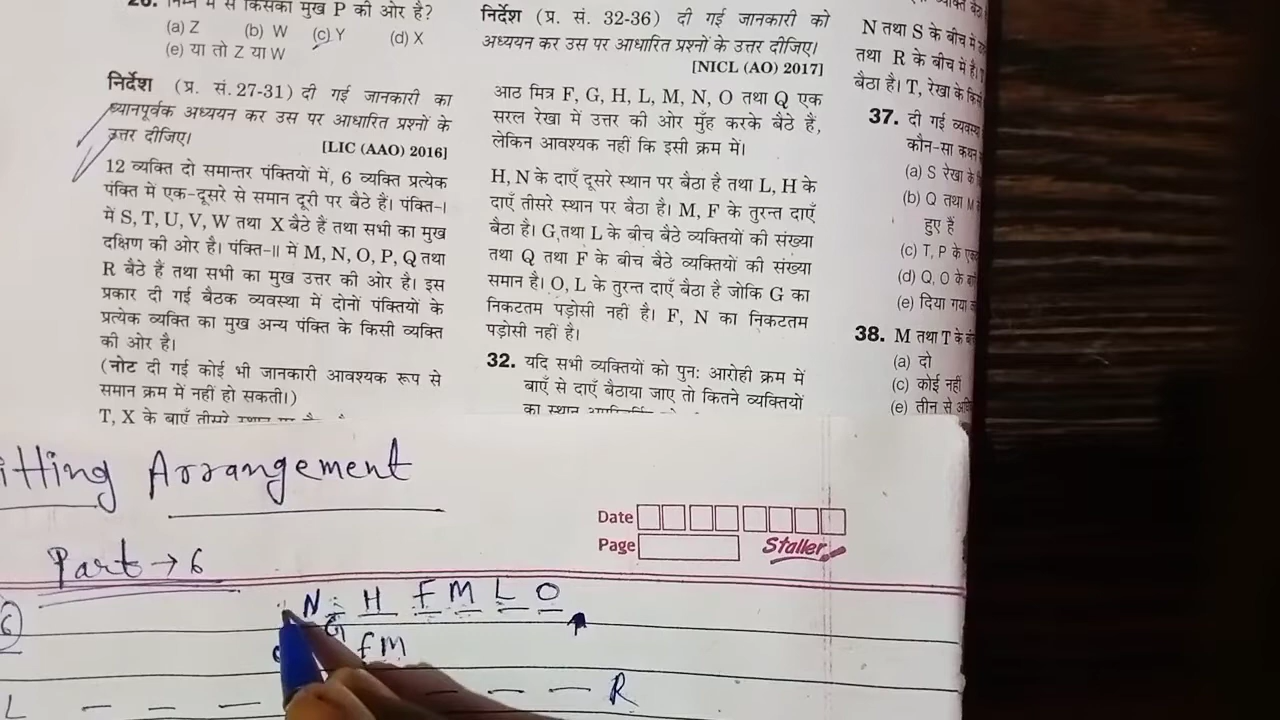 26. निम्न में से किसका मुख P की ओर है?
(a) Z (b) W (c) Y (d) X
(e) या तो Z या W
निर्देश (प्र. सं. 27-31) दी गई जानकारी का
ध्यानपूर्वक अध्ययन कर उस पर आधारित प्रश्नों के
उत्तर दीजिए।
[LIC (AAO) 2016]
12 व्यक्ति दो समान्तर पंक्तियों में, 6 व्यक्ति प्रत्येक
पंक्ति में एक-दूसरे से समान दूरी पर बैठे हैं। पंक्ति-I
में S, T, U, V, W तथा X बैठे हैं तथा सभी का मुख
दक्षिण की ओर है। पंक्ति-II में M, N, O, P, Q तथा
R बैठे हैं तथा सभी का मुख उत्तर की ओर है। इस
प्रकार दी गई बैठक व्यवस्था में दोनों पंक्तियों के
प्रत्येक व्यक्ति का मुख अन्य पंक्ति के किसी व्यक्ति
की ओर है।
(नोट दी गई कोई भी जानकारी आवश्यक रूप से
समान क्रम में नहीं हो सकती।)
T, X के बाएँ तीसरे स्थान पर
निर्देश (प्र. सं. 32-36) दी गई जानकारी को
अध्ययन कर उस पर आधारित प्रश्नों के उत्तर दीजिए।
[NICL (AO) 2017]
आठ मित्र F, G, H, L, M, N, O तथा Q एक
सरल रेखा में उत्तर की ओर मुँह करके बैठे हैं,
लेकिन आवश्यक नहीं कि इसी क्रम में।
H, N के दाएँ दूसरे स्थान पर बैठा है तथा L, H के
दाएँ तीसरे स्थान पर बैठा है। M, F के तुरन्त दाएँ
बैठा है। G तथा L के बीच बैठे व्यक्तियों की संख्या
तथा Q तथा F के बीच बैठे व्यक्तियों की संख्या
समान है। O, L के तुरन्त दाएँ बैठा है जोकि G का
निकटतम पड़ोसी नहीं है। F, N का निकटतम
पड़ोसी नहीं है।
32. यदि सभी व्यक्तियों को पुनः आरोही क्रम में
बाएँ से दाएँ बैठाया जाए तो कितने व्यक्तियों
का स्थान
N तथा S के बीच में
तथा R के बीच में है।
बैठा है। T, रेखा के
37. दी गई
कौन-सा कथन
(a) S रेखा के
(b) Q तथा M
हुए हैं
(c) T, P के
(d) Q, O के
(e) दिया गया
38. M तथा T के
(a) दो
(c) कोई नहीं
(e) तीन से
itting Arrangement
Date
Page
Staller
Part → 6
N H F M L O
G
F M
L R